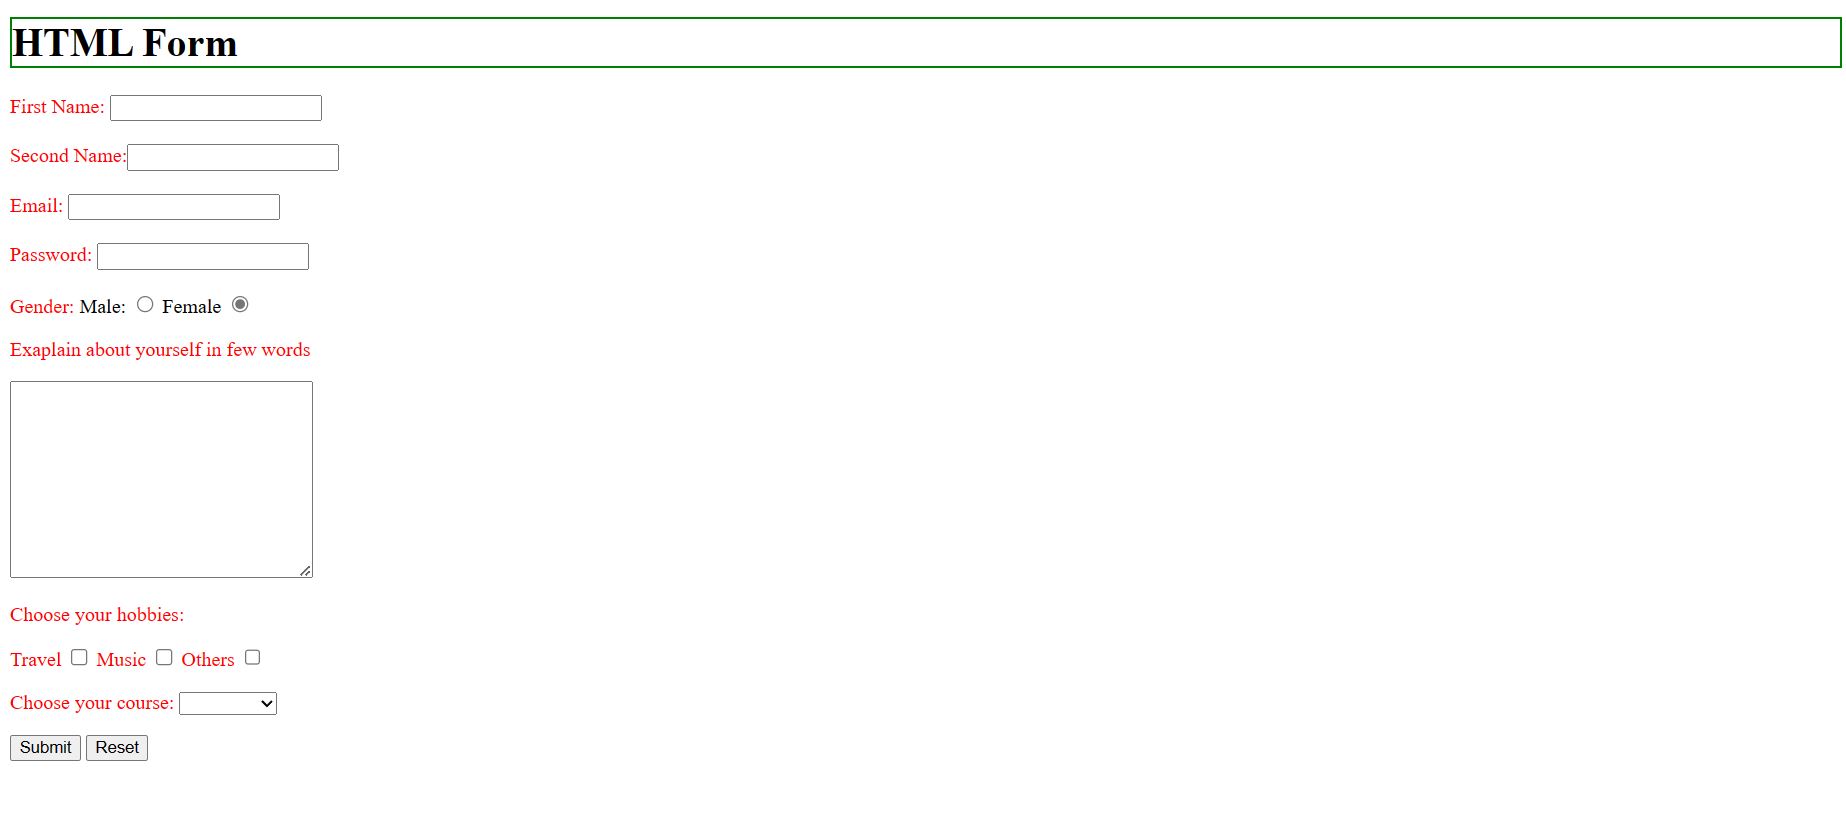 HTML Form
First Name:
Second Name:
Email:
Password:
Gender: Male: Female
Exaplain about yourself in few words
Choose your hobbies:
Travel Music Others
Choose your course:
Submit Reset